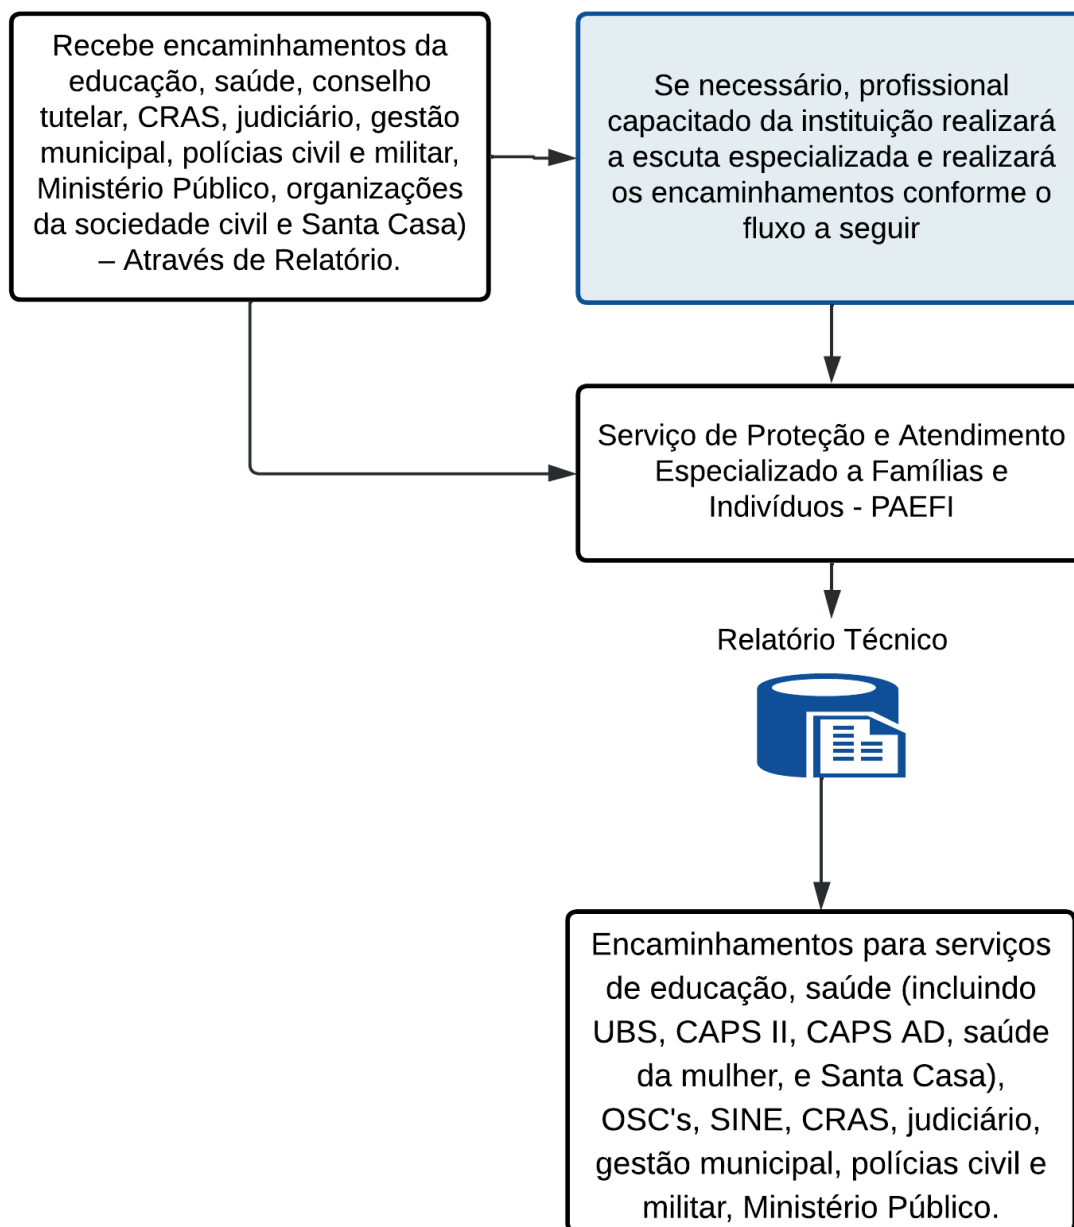 Recebe encaminhamentos da
educação, saúde, conselho
tutelar, CRAS, judiciário, gestão
municipal, polícias civil e militar,
Ministério Público, organizações
da sociedade civil e Santa Casa)
– Através de Relatório.
Se necessário, profissional
capacitado da instituição realizará
a escuta especializada e realizará
os encaminhamentos conforme o
fluxo a seguir
Serviço de Proteção e Atendimento
Especializado a Famílias e
Indivíduos - PAEFI
Relatório Técnico
Encaminhamentos para serviços
de educação, saúde (incluindo
UBS, CAPS II, CAPS AD, saúde
da mulher, e Santa Casa),
OSC's, SINE, CRAS, judiciário,
gestão municipal, polícias civil e
militar, Ministério Público.